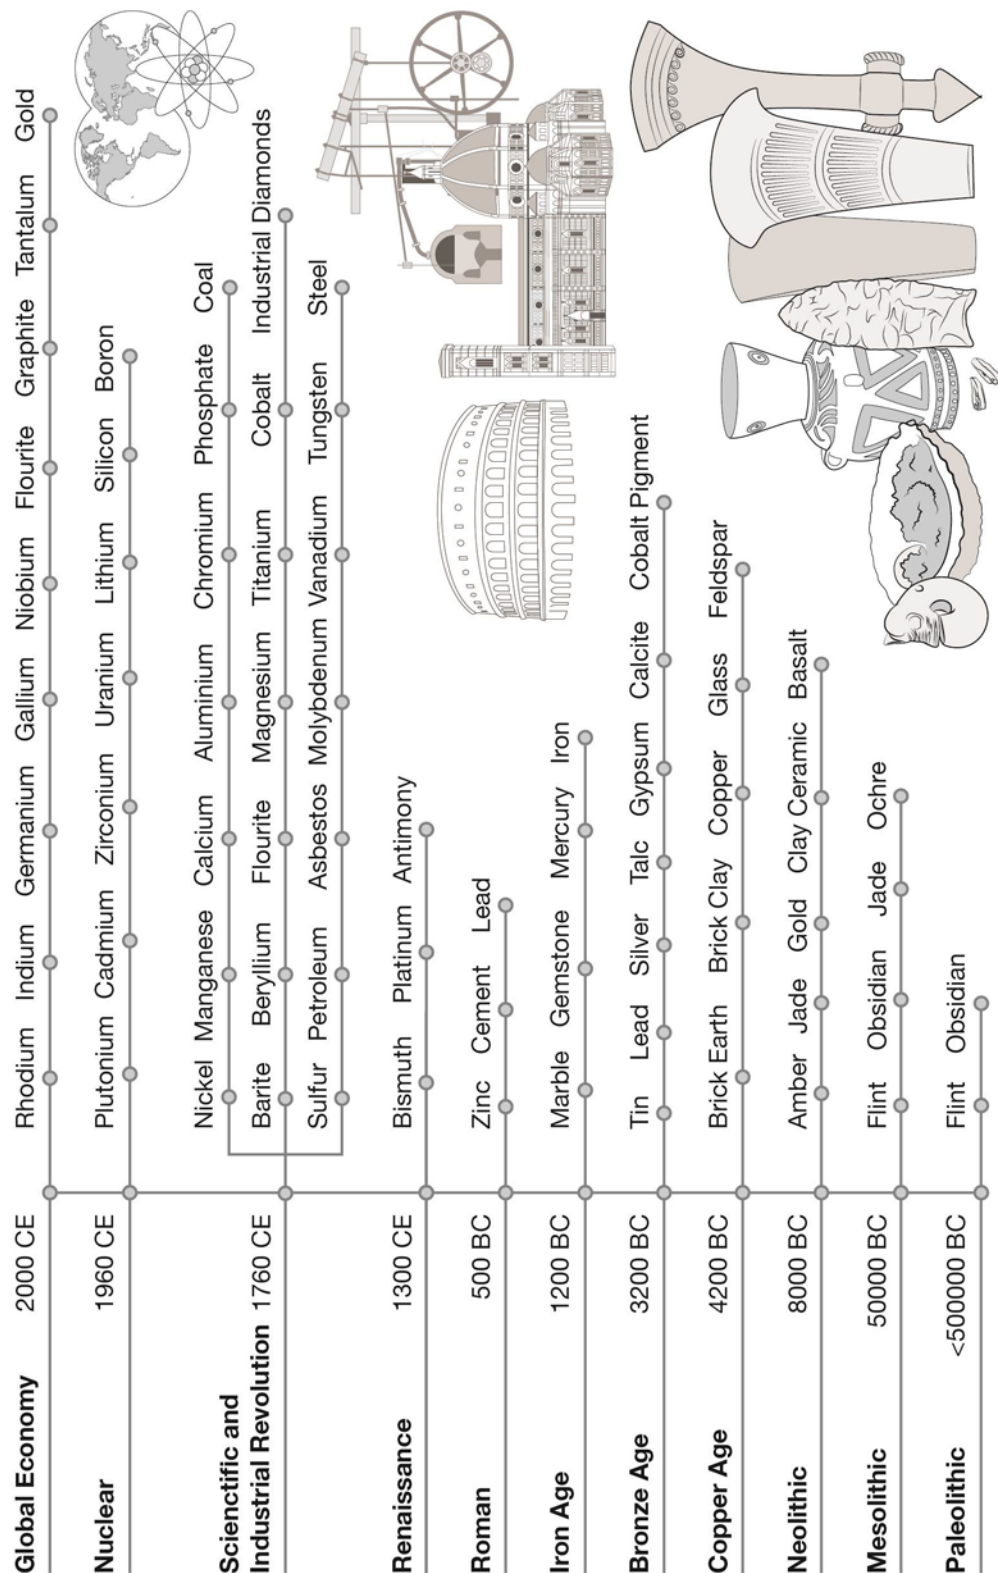 Global Economy 2000 CE Rhodium Indium Germanium Gallium Niobium Flourite Graphite Tantalum Gold
Nuclear 1960 CE Plutonium Cadmium Zirconium Uranium Lithium Silicon Boron
Nickel Manganese Calcium Aluminium Chromium Phosphate Coal
Scienctific and
Industrial Revolution 1760 CE Barite Beryllium Flourite Magnesium Titanium Cobalt Industrial Diamonds
Sulfur Petroleum Asbestos Molybdenum Vanadium Tungsten Steel
Renaissance 1300 CE Bismuth Platinum Antimony
Roman 500 BC Zinc Cement Lead
Iron Age 1200 BC Marble Gemstone Mercury Iron
Bronze Age 3200 BC Tin Lead Silver Talc Gypsum Calcite Cobalt Pigment
Copper Age 4200 BC Brick Earth Brick Clay Copper Glass Feldspar
Neolithic 8000 BC Amber Jade Gold Clay Ceramic Basalt
Mesolithic 50000 BC Flint Obsidian Jade Ochre
Paleolithic <500000 BC Flint Obsidian